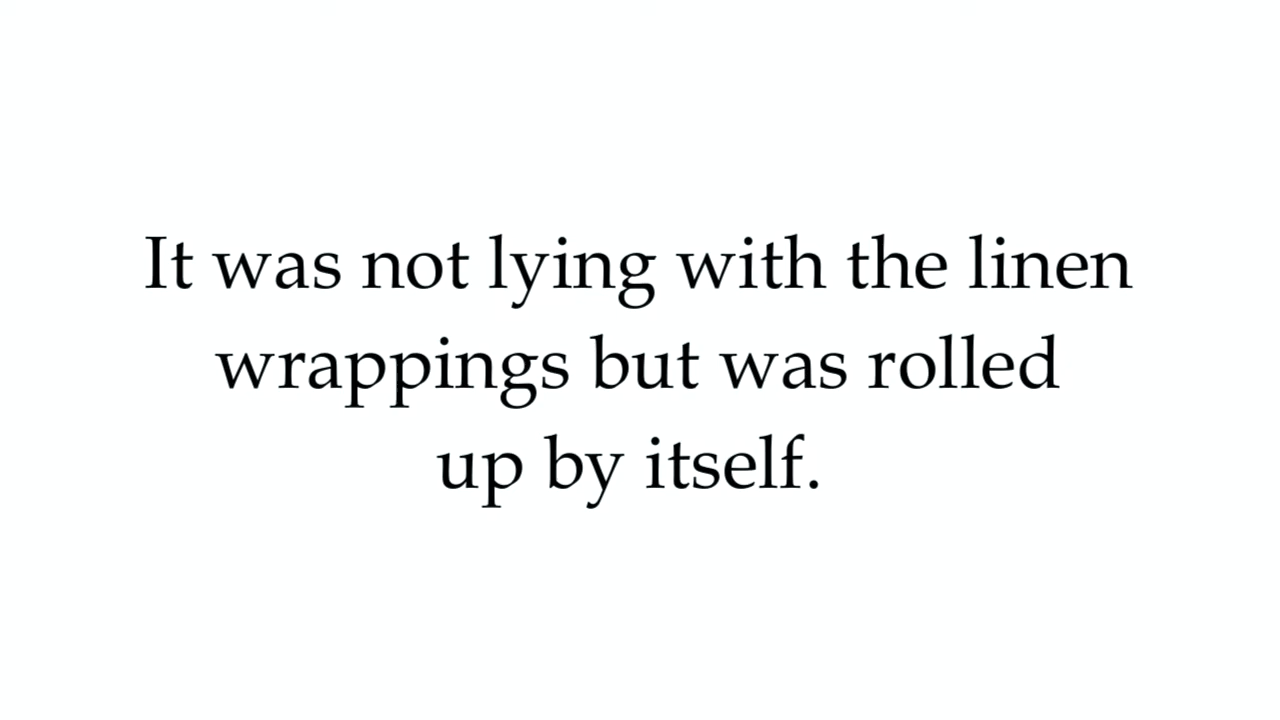 It was not lying with the linen
wrappings but was rolled
up by itself.